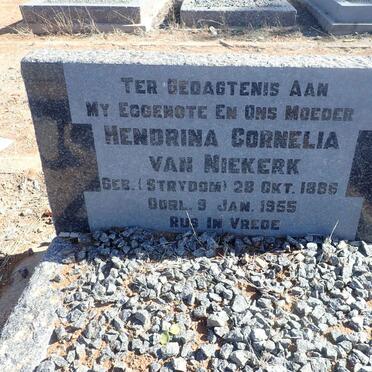 TER GEDAGTENIS AAN
MY EGGENOTE EN ONS MOEDER
HENDRINA CORNELIA
VAN NIEKERK
GEB. (STRYDOM) 28 OKT. 1886
OORL. 9 JAN. 1955
RUS IN VREDE